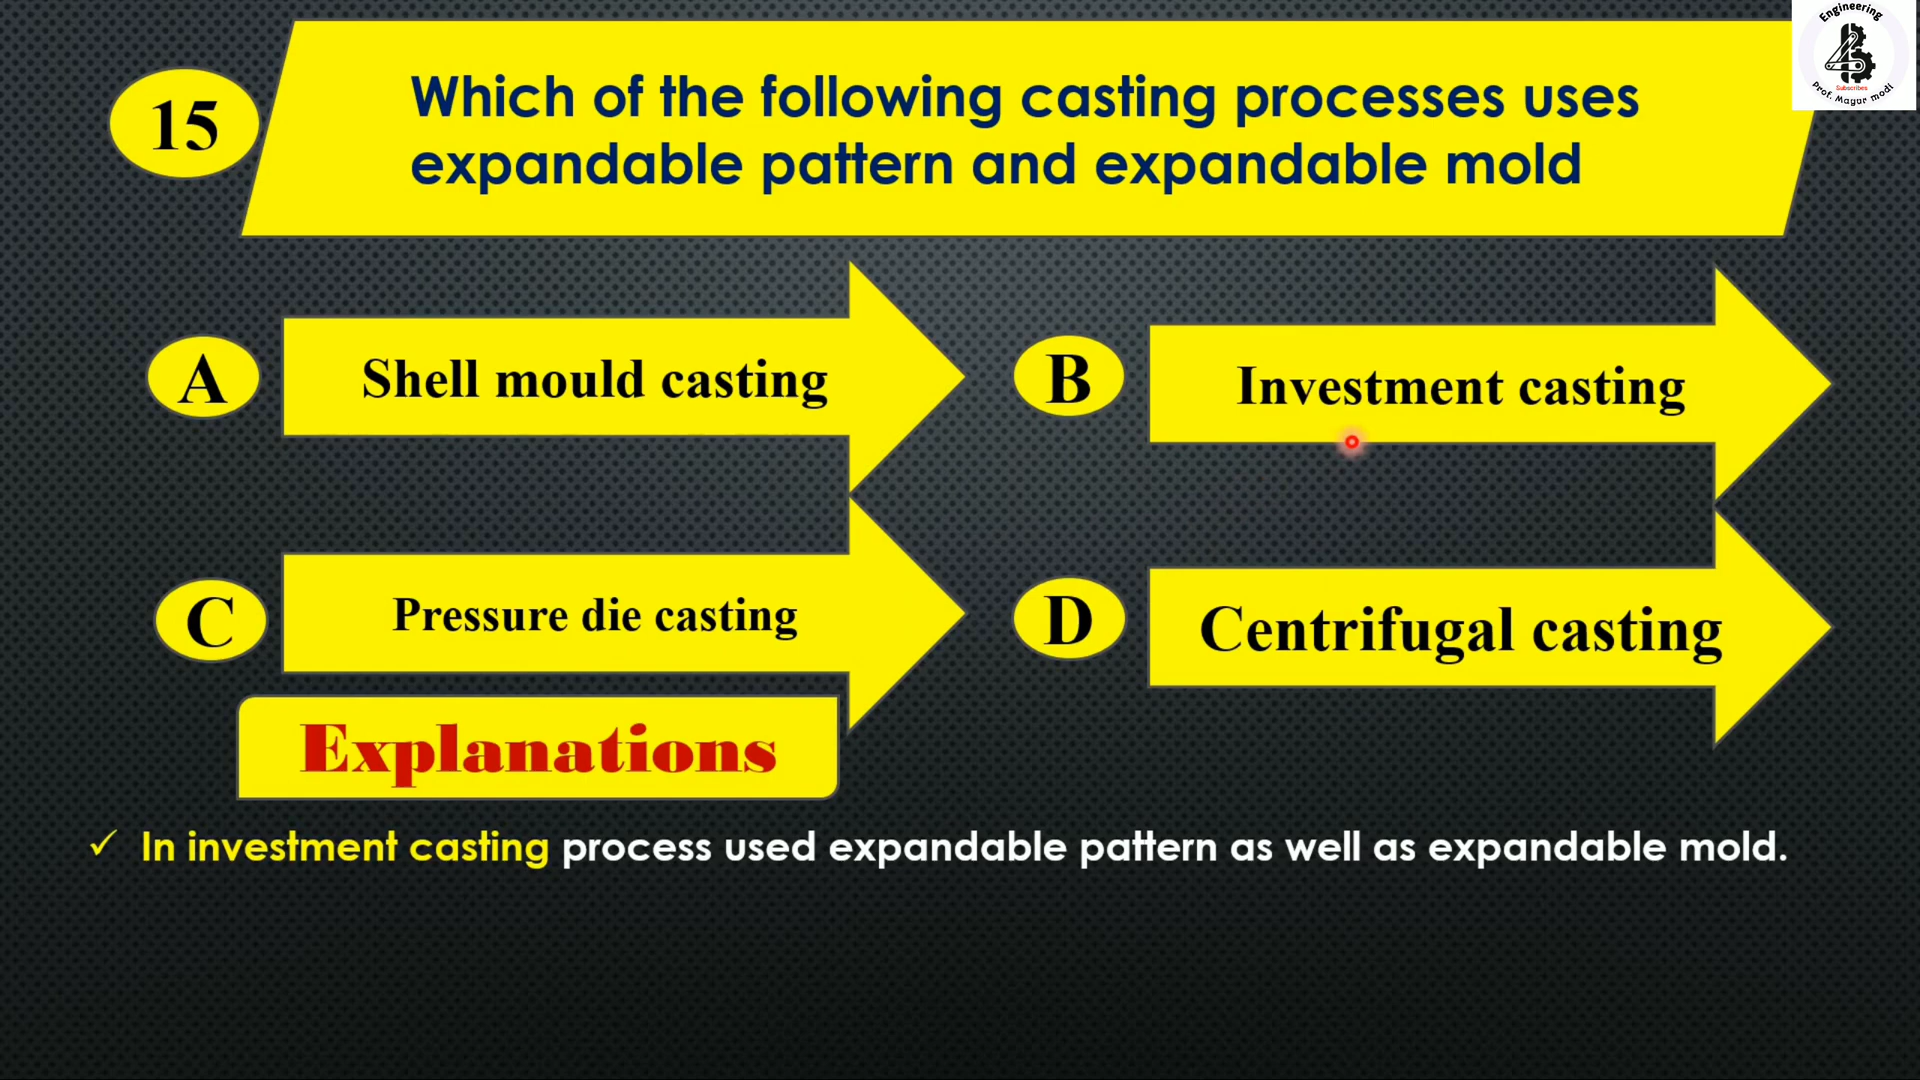 Engineering
Subscribes
Prof. Mayur modi
15
Which of the following casting processes uses
expandable pattern and expandable mold
A
Shell mould casting
B
Investment casting
C
Pressure die casting
D
Centrifugal casting
Explanations
✓ In investment casting process used expandable pattern as well as expandable mold.